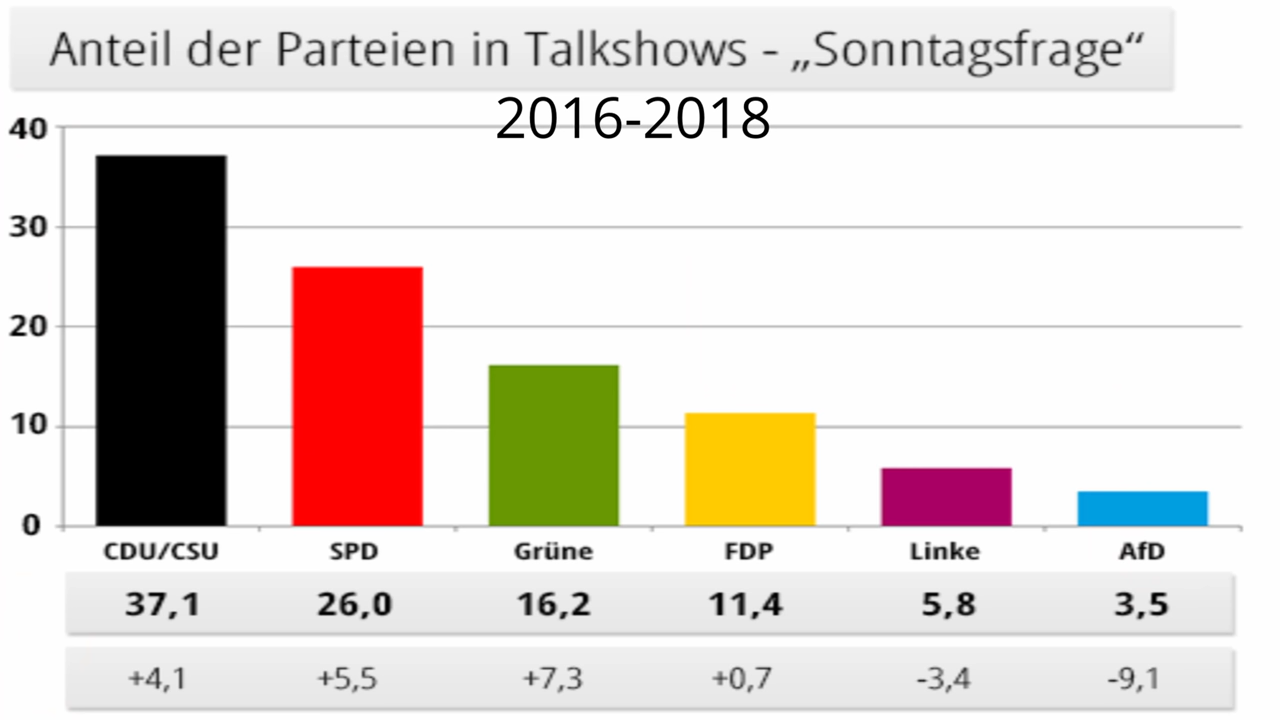 Anteil der Parteien in Talkshows - „Sonntagsfrage“
2016-2018
40
30
20
10
0
CDU/CSU SPD Grüne FDP Linke AfD
37,1 26,0 16,2 11,4 5,8 3,5
+4,1 +5,5 +7,3 +0,7 -3,4 -9,1